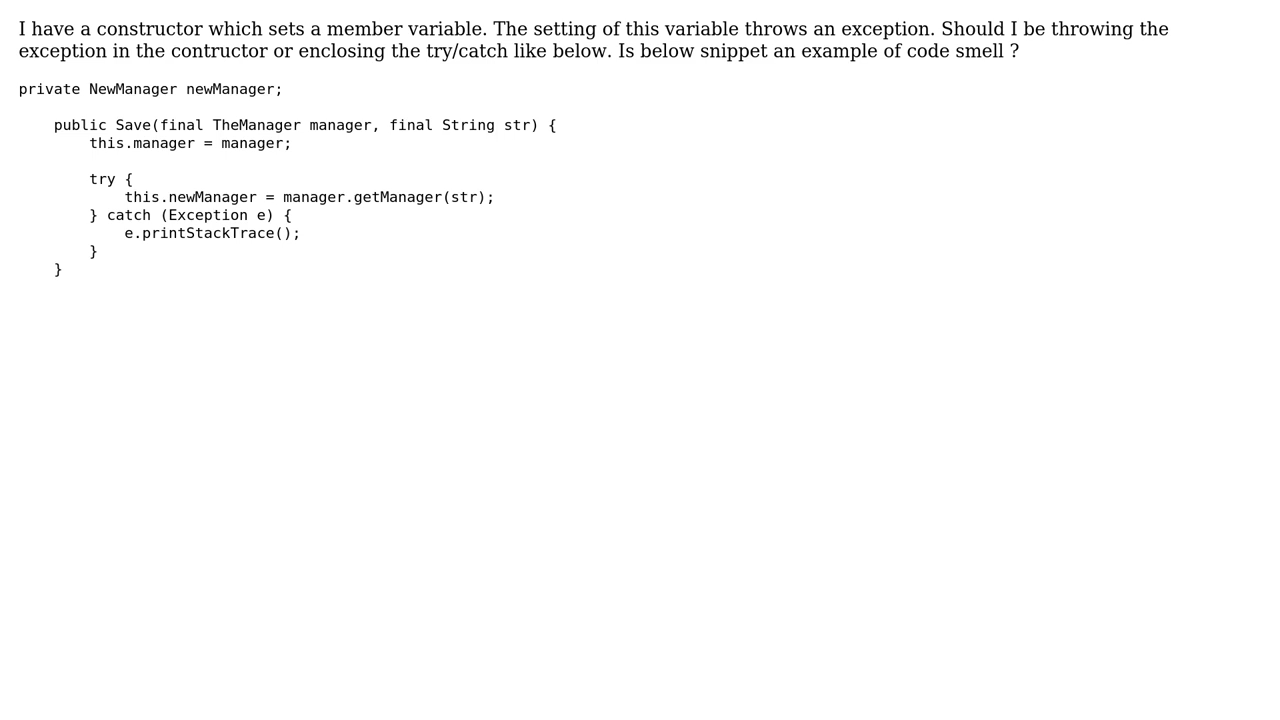 I have a constructor which sets a member variable. The setting of this variable throws an exception. Should I be throwing the
exception in the contructor or enclosing the try/catch like below. Is below snippet an example of code smell ?
private NewManager newManager;
    public Save(final TheManager manager, final String str) {
        this.manager = manager;
        try {
            this.newManager = manager.getManager(str);
        } catch (Exception e) {
            e.printStackTrace();
        }
    }